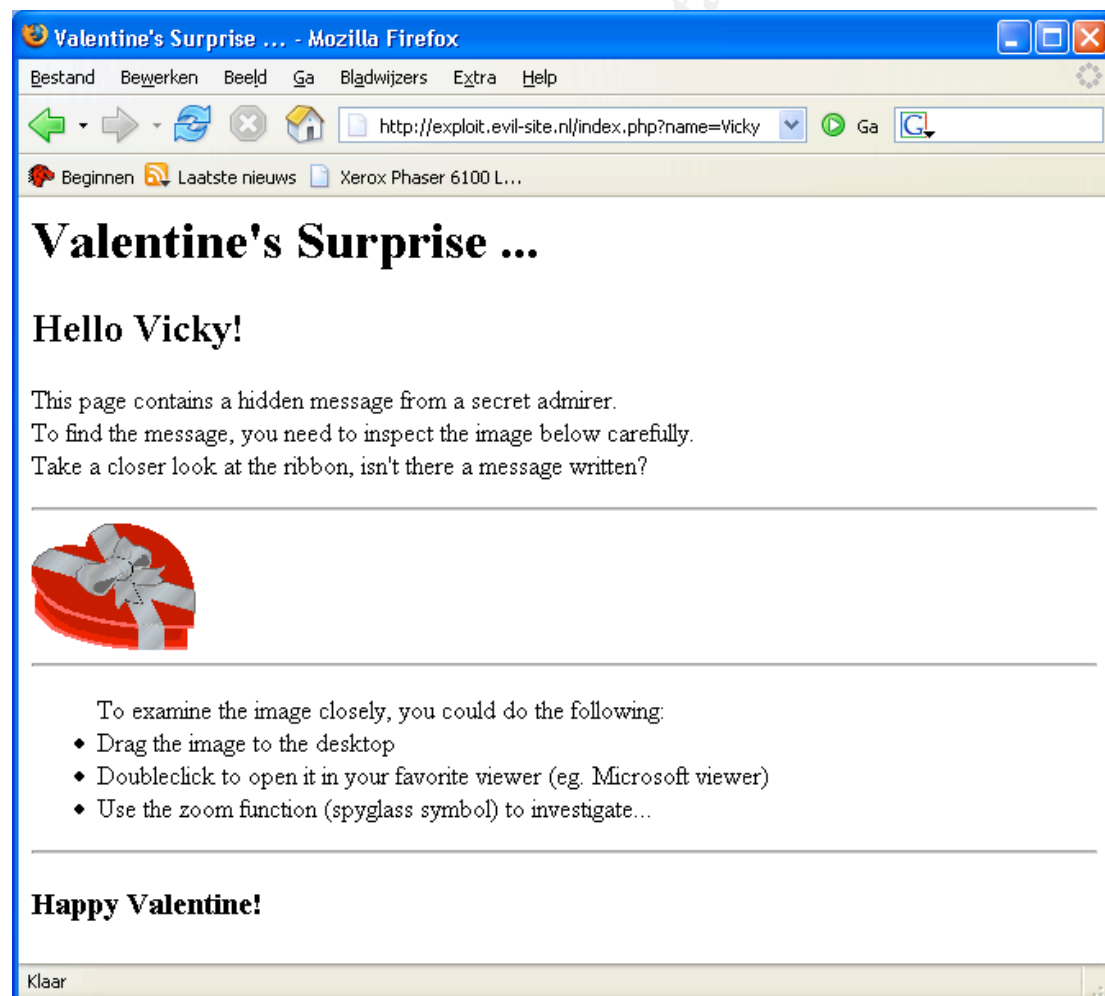 Valentine's Surprise ... - Mozilla Firefox
Bestand Bewerken Beeld Ga Bladwijzers Extra Help
http://exploit.evil-site.nl/index.php?name=Vicky Ga G
Beginnen Laatste nieuws Xerox Phaser 6100 L...
Valentine's Surprise ...
Hello Vicky!
This page contains a hidden message from a secret admirer.
To find the message, you need to inspect the image below carefully.
Take a closer look at the ribbon, isn't there a message written?
To examine the image closely, you could do the following:
• Drag the image to the desktop
• Doubleclick to open it in your favorite viewer (eg. Microsoft viewer)
• Use the zoom function (spyglass symbol) to investigate...
Happy Valentine!
Klaar